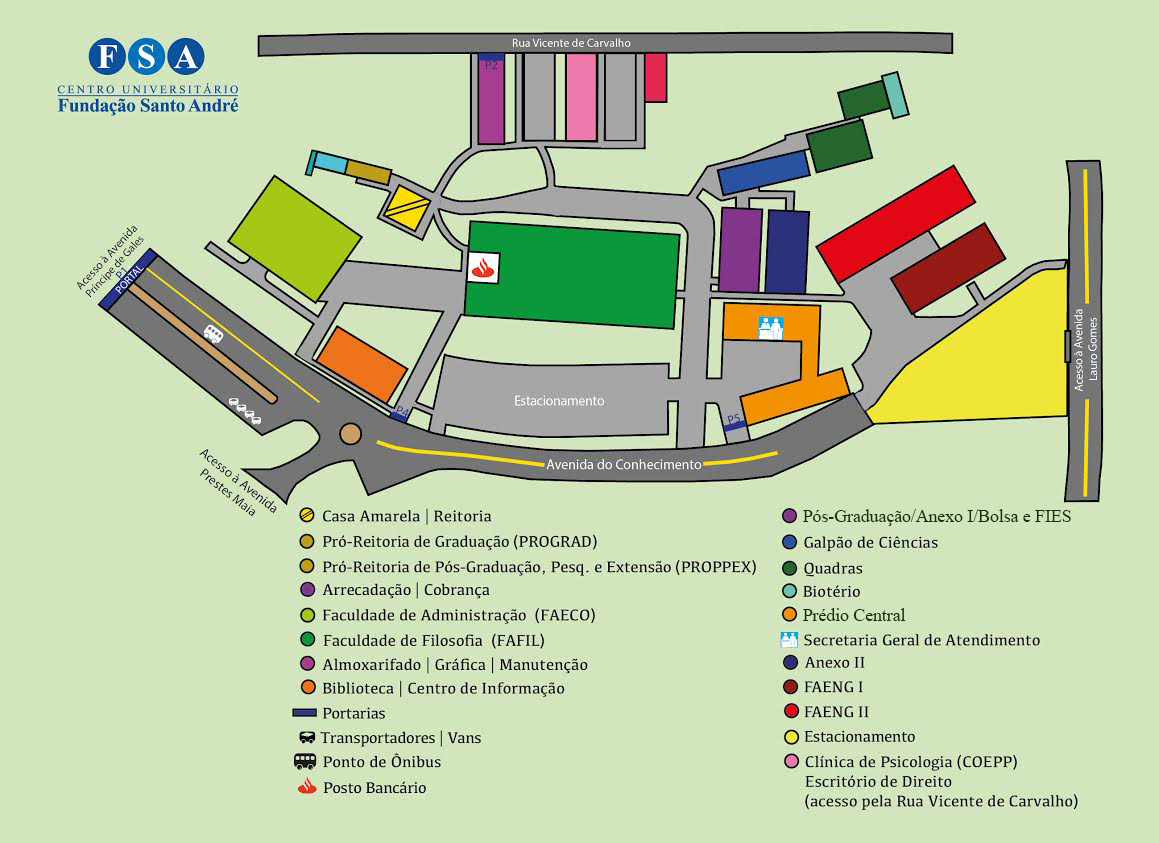 FSA
CENTRO UNIVERSITÁRIO
Fundação Santo André
Rua Vicente de Carvalho
P2
Acesso à Avenida
Príncipe de Gales
P1
PORTAL
Estacionamento
P4
P5
Avenida do Conhecimento
Acesso à Avenida
Lauro Gomes
Acesso à Avenida
Prestes Maia
Casa Amarela | Reitoria
Pró-Reitoria de Graduação (PROGRAD)
Pró-Reitoria de Pós-Graduação, Pesq. e Extensão (PROPPEX)
Arrecadação | Cobrança
Faculdade de Administração (FAECO)
Faculdade de Filosofia (FAFIL)
Almoxarifado | Gráfica | Manutenção
Biblioteca | Centro de Informação
Portarias
Transportadores | Vans
Ponto de Ônibus
Posto Bancário
Pós-Graduação/Anexo I/Bolsa e FIES
Galpão de Ciências
Quadras
Biotério
Prédio Central
Secretaria Geral de Atendimento
Anexo II
FAENG I
FAENG II
Estacionamento
Clínica de Psicologia (COEPP)
Escritório de Direito
(acesso pela Rua Vicente de Carvalho)